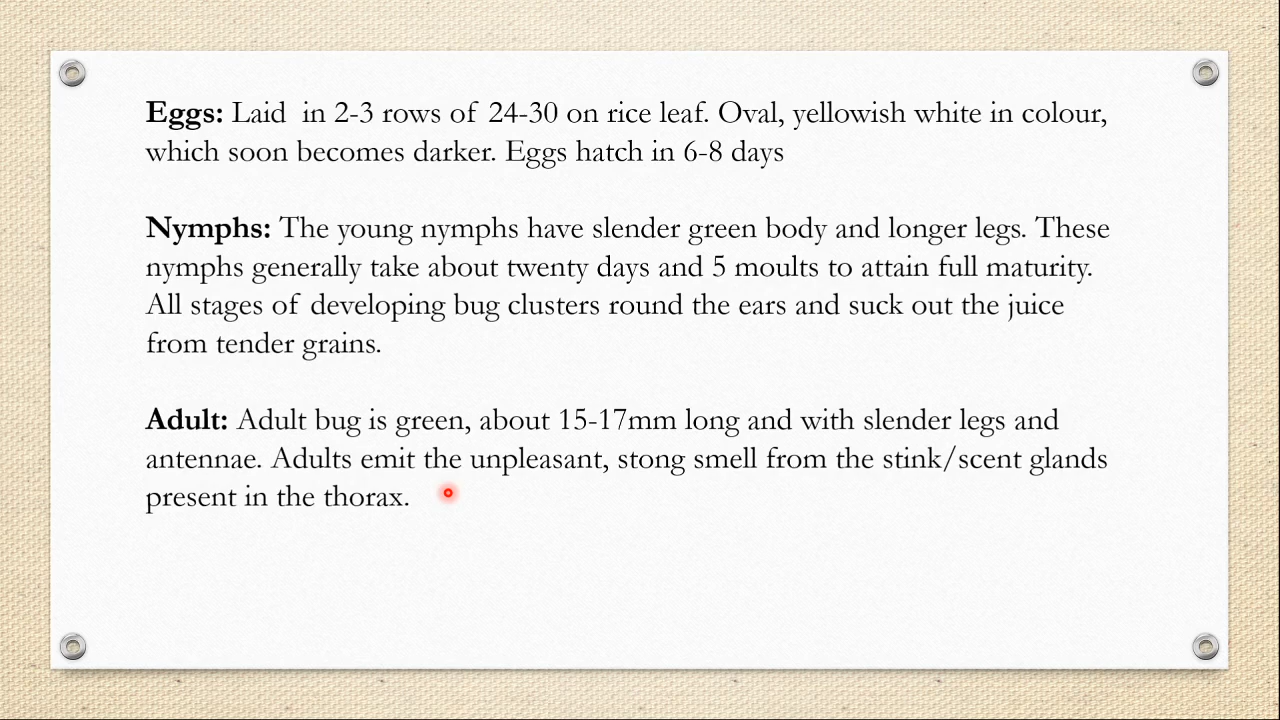 Eggs: Laid in 2-3 rows of 24-30 on rice leaf. Oval, yellowish white in colour,
which soon becomes darker. Eggs hatch in 6-8 days
Nymphs: The young nymphs have slender green body and longer legs. These
nymphs generally take about twenty days and 5 moults to attain full maturity.
All stages of developing bug clusters round the ears and suck out the juice
from tender grains.
Adult: Adult bug is green, about 15-17mm long and with slender legs and
antennae. Adults emit the unpleasant, stong smell from the stink/scent glands
present in the thorax.